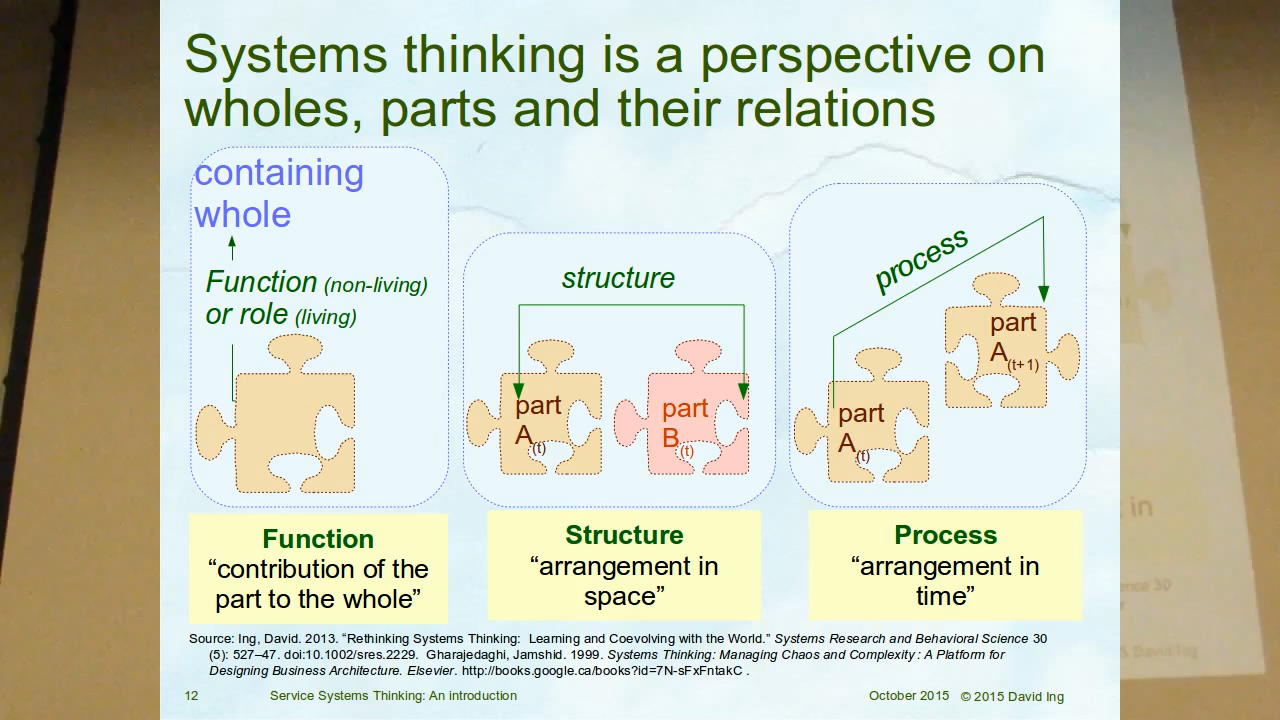 Systems thinking is a perspective on
wholes, parts and their relations
containing
whole
Function (non-living)
or role (living)
structure
part
A(t)
part
B(t)
process
part
A(t)
part
A(t+1)
Function
“contribution of the
part to the whole”
Structure
“arrangement in
space”
Process
“arrangement in
time”
Source: Ing, David. 2013. “Rethinking Systems Thinking: Learning and Coevolving with the World.” Systems Research and Behavioral Science 30
(5): 527–47. doi:10.1002/sres.2229. Gharajedaghi, Jamshid. 1999. Systems Thinking: Managing Chaos and Complexity : A Platform for
Designing Business Architecture. Elsevier. http://books.google.ca/books?id=7N-sFxFntakC .
12 Service Systems Thinking: An introduction October 2015 © 2015 David Ing
in
ence 30
David Ing